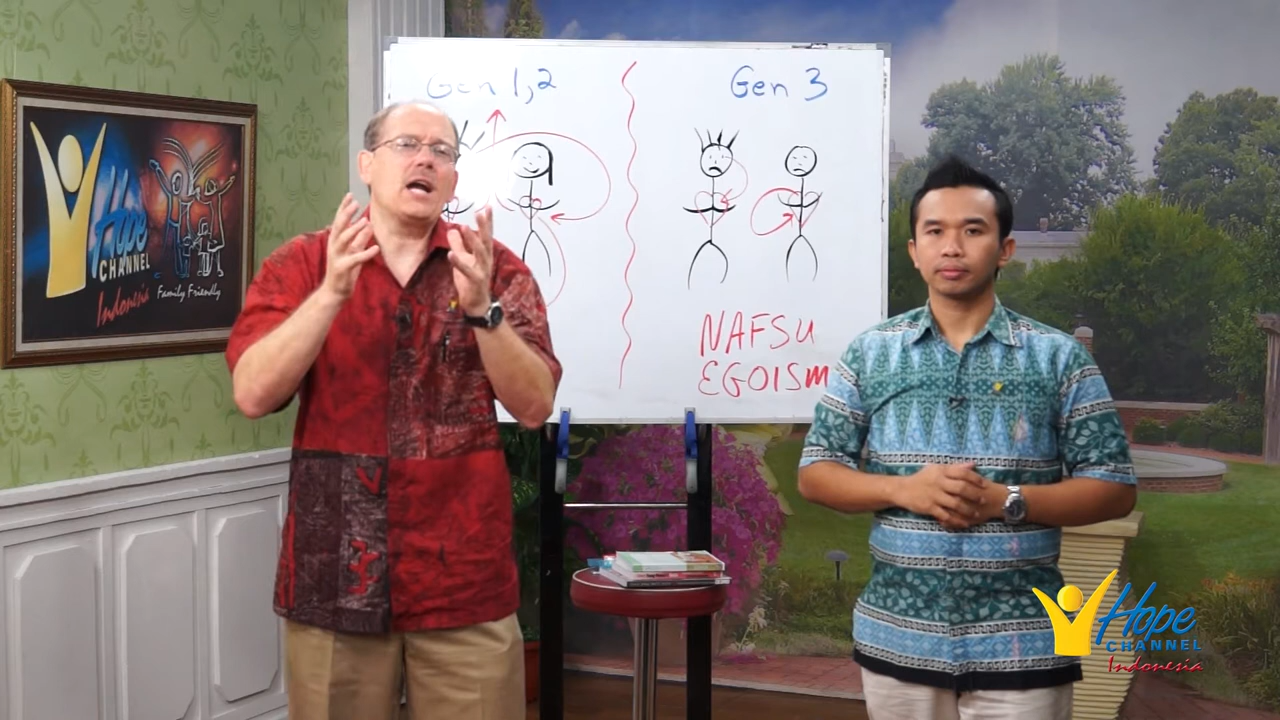 Gen 1,2
Gen 3
NAFSU
EGOISM
Hope
CHANNEL
Indonesia
Family Friendly
Hope
CHANNEL
Indonesia